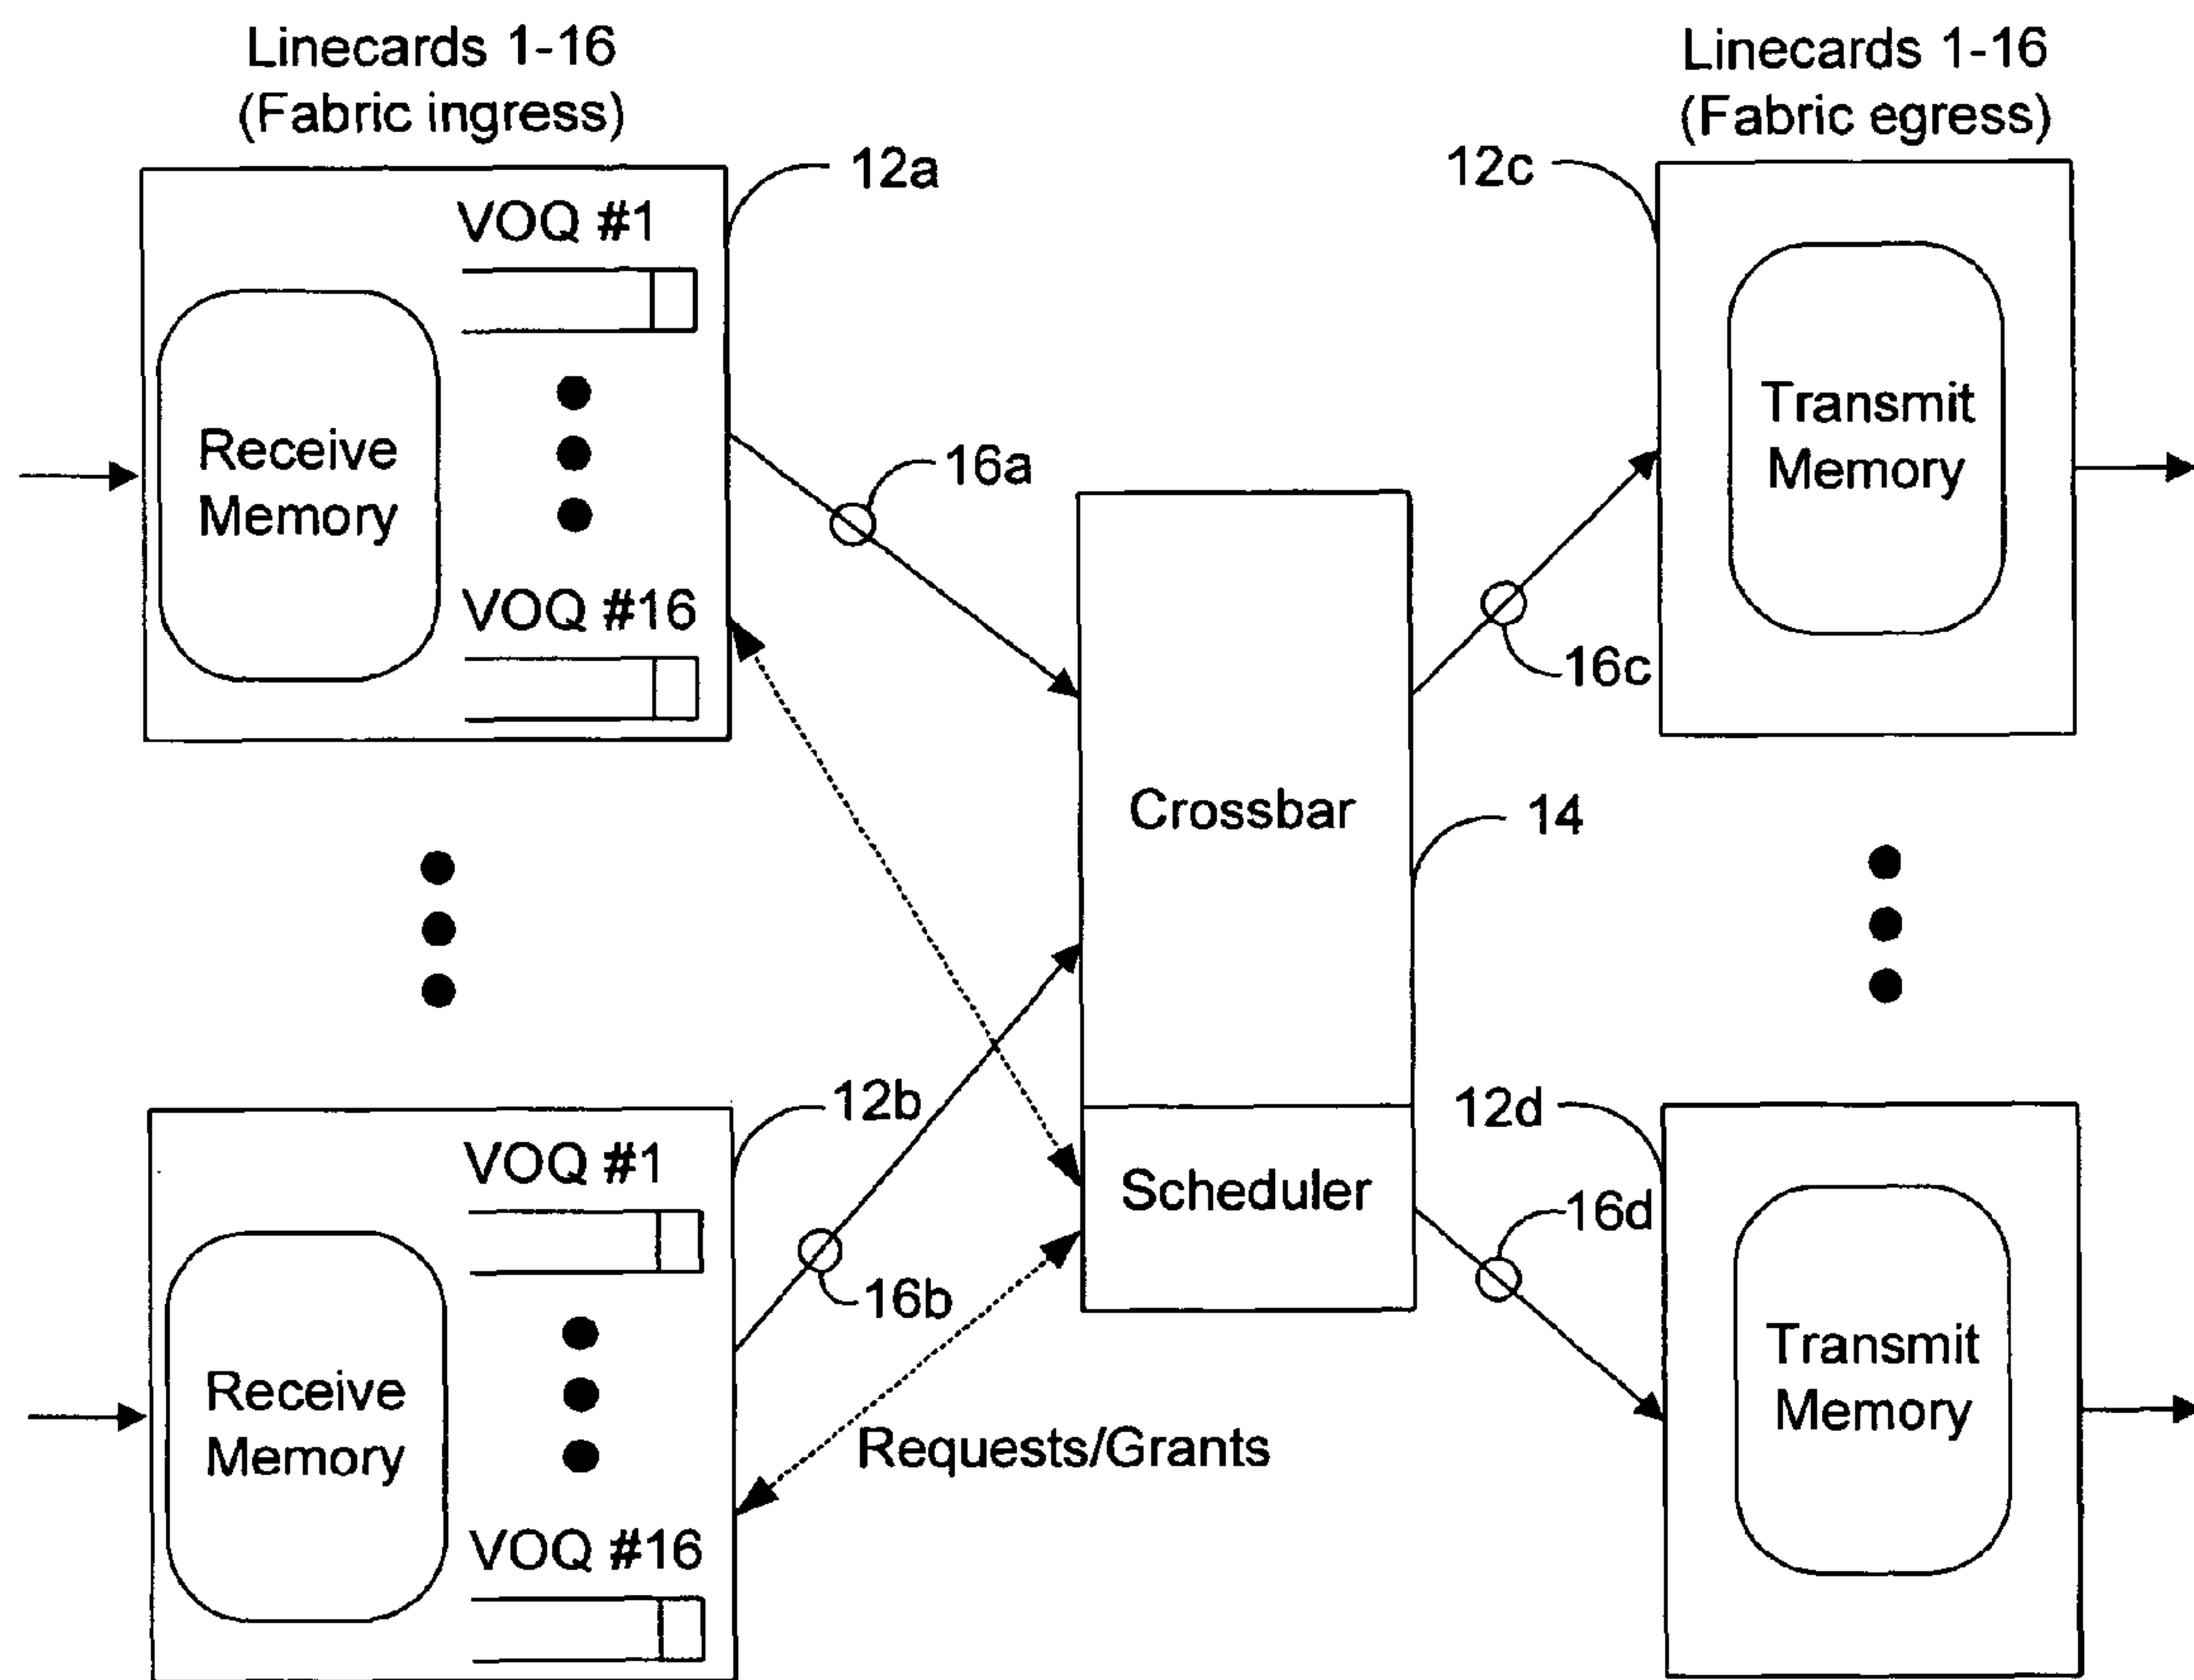 Linecards 1-16
(Fabric ingress)
Linecards 1-16
(Fabric egress)
12a
12c
VOQ #1
Receive
Memory
VOQ #16
16a
Transmit
Memory
16c
Crossbar
14
12b
12d
VOQ #1
Scheduler
16d
16b
Receive
Memory
Requests/Grants
Transmit
Memory
VOQ #16